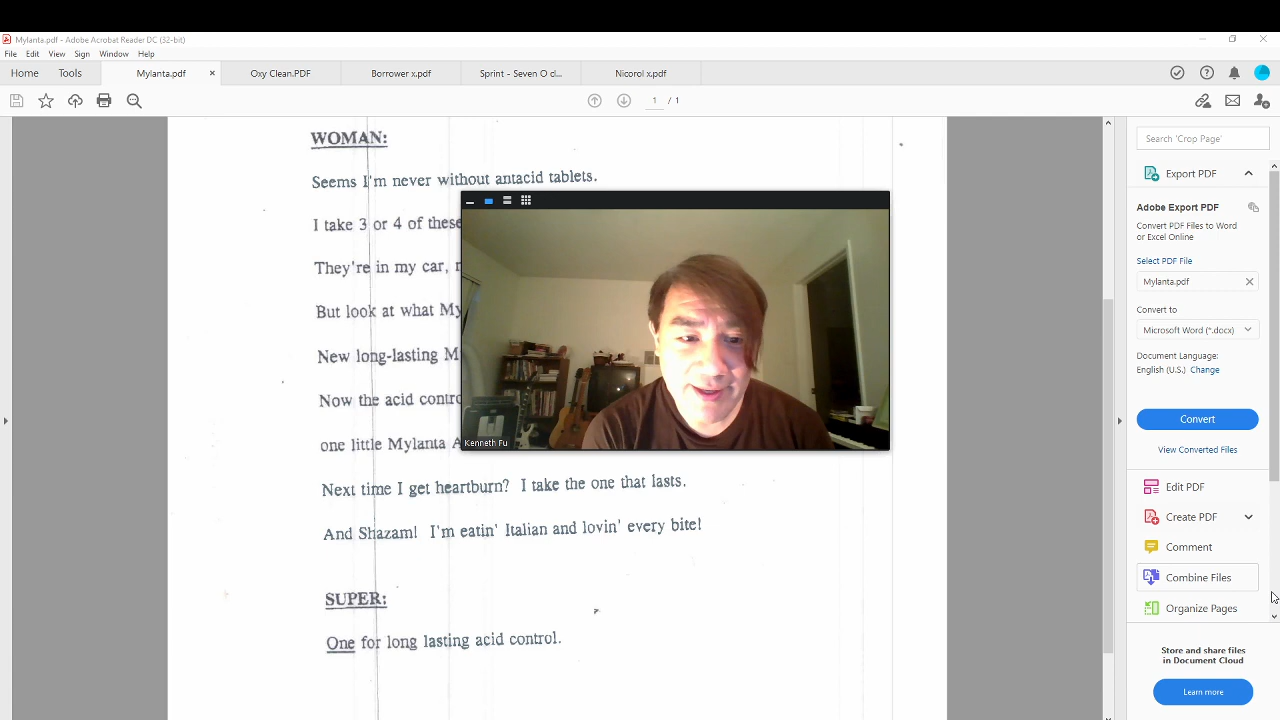 Mylanta.pdf - Adobe Acrobat Reader DC (32-bit)
File Edit View Sign Window Help
Home Tools Mylanta.pdf × Oxy Clean.PDF Borrower x.pdf Sprint - Seven O d... Nicorol x.pdf
1 / 1
WOMAN:
Seems I'm never without antacid tablets.
I take 3 or 4 of these
They're in my car,
But look at what My
New long-lasting M
Now the acid contro
one little Mylanta A
Next time I get heartburn? I take the one that lasts.
And Shazam! I'm eatin' Italian and lovin' every bite!
SUPER:
One for long lasting acid control.
Kenneth Fu
Search 'Crop Page'
Export PDF
Adobe Export PDF
Convert PDF Files to Word
or Excel Online
Select PDF File
Mylanta.pdf
Convert to
Microsoft Word (*.docx)
Document Language:
English (U.S.) Change
Convert
View Converted Files
Edit PDF
Create PDF
Comment
Combine Files
Organize Pages
Store and share files
in Document Cloud
Learn more